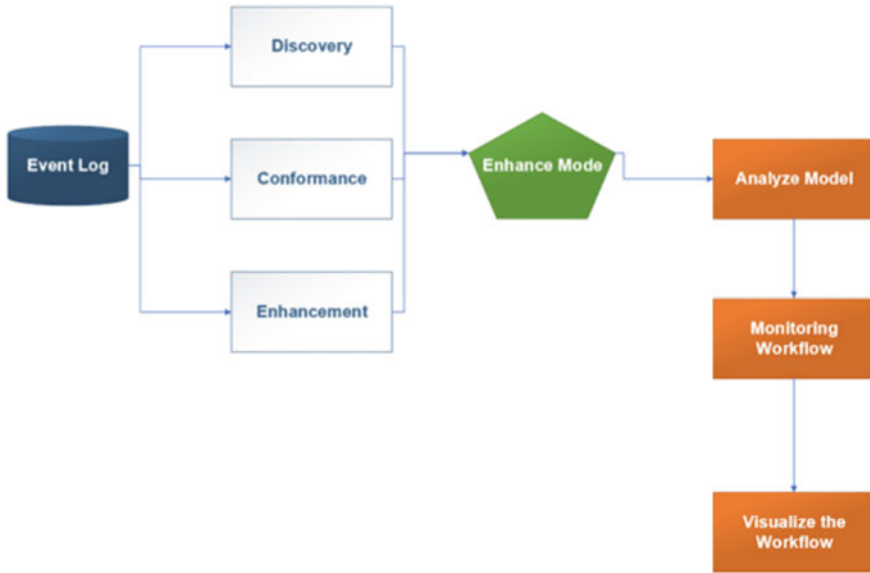 Discovery
Event Log
Conformance
Enhancement
Enhance Mode
Analyze Model
Monitoring
Workflow
Visualize the
Workflow